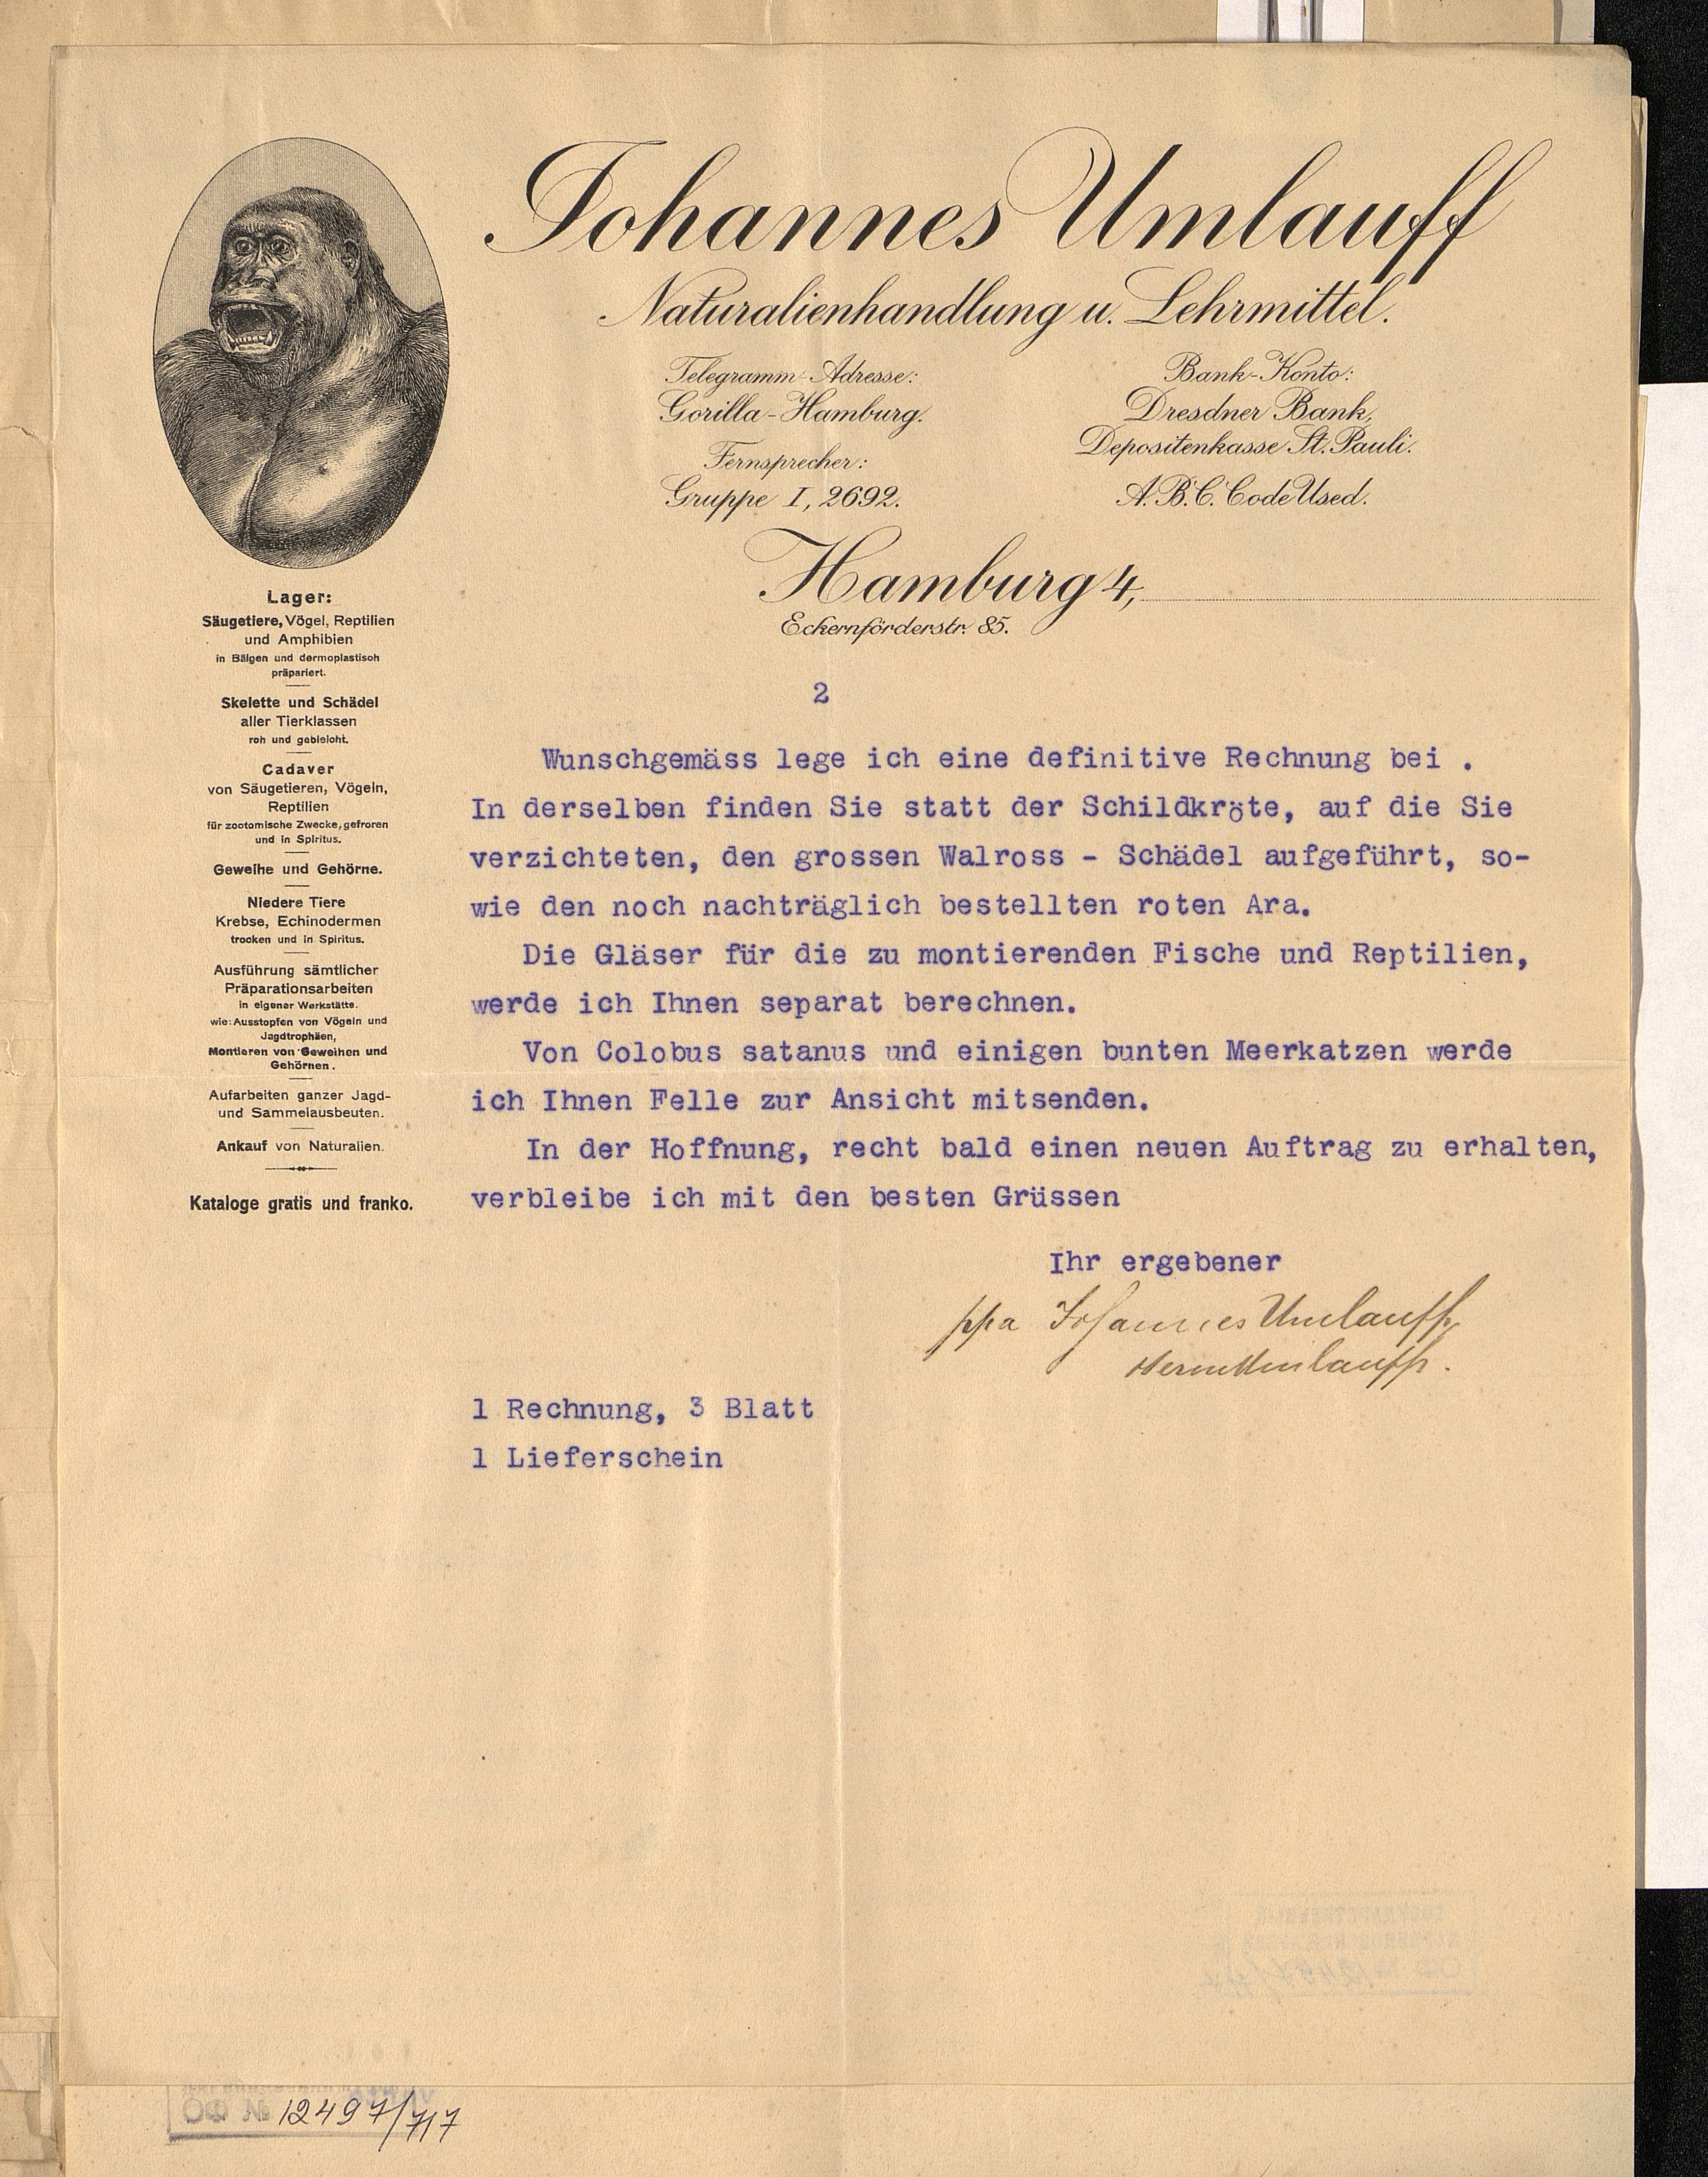 Johannes Umlauff
Naturalienhandlung u. Lehrmittel.
Telegramm-Adresse:
Gorilla-Hamburg.
Fernsprecher:
Gruppe I, 2692.
Bank-Konto:
Dresdner Bank,
Depositenkasse St. Pauli.
A.B.C. Code Used.
Hamburg 4,
Eckernförderstr. 85.
Lager:
Säugetiere, Vögel, Reptilien
und Amphibien
in Bälgen und dermoplastisch
präpariert.
Skelette und Schädel
aller Tierklassen
roh und gebleicht.
Cadaver
von Säugetieren, Vögeln,
Reptilien
für zootomische Zwecke, gefroren
und in Spiritus.
Geweihe und Gehörne.
Niedere Tiere
Krebse, Echinodermen
trocken und in Spiritus.
Ausführung sämtlicher
Präparationsarbeiten
in eigener Werkstätte.
wie: Ausstopfen von Vögeln und
Jagdtrophäen,
Montieren von Geweihen und
Gehörnen.
Aufarbeiten ganzer Jagd-
und Sammelausbeuten.
Ankauf von Naturalien.
Kataloge gratis und franko.
2
Wunschgemäss lege ich eine definitive Rechnung bei .
In derselben finden Sie statt der Schildkröte, auf die Sie
verzichteten, den grossen Walross - Schädel aufgeführt, so-
wie den noch nachträglich bestellten roten Ara.
Die Gläser für die zu montierenden Fische und Reptilien,
werde ich Ihnen separat berechnen.
Von Colobus satanus und einigen bunten Meerkatzen werde
ich Ihnen Felle zur Ansicht mitsenden.
In der Hoffnung, recht bald einen neuen Auftrag zu erhalten,
verbleibe ich mit den besten Grüssen
Ihr ergebener
ppa Johannes Umlauff
1 Rechnung, 3 Blatt
1 Lieferschein
ОФ № 12497/717